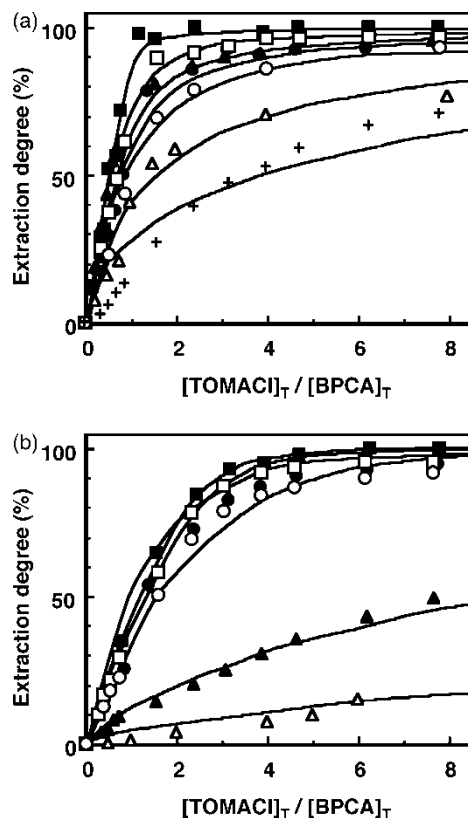 (a)
100
50
0
Extraction degree (%)
0 2 4 6 8
[TOMACl]T / [BPCA]T
(b)
100
50
0
Extraction degree (%)
0 2 4 6 8
[TOMACl]T / [BPCA]T